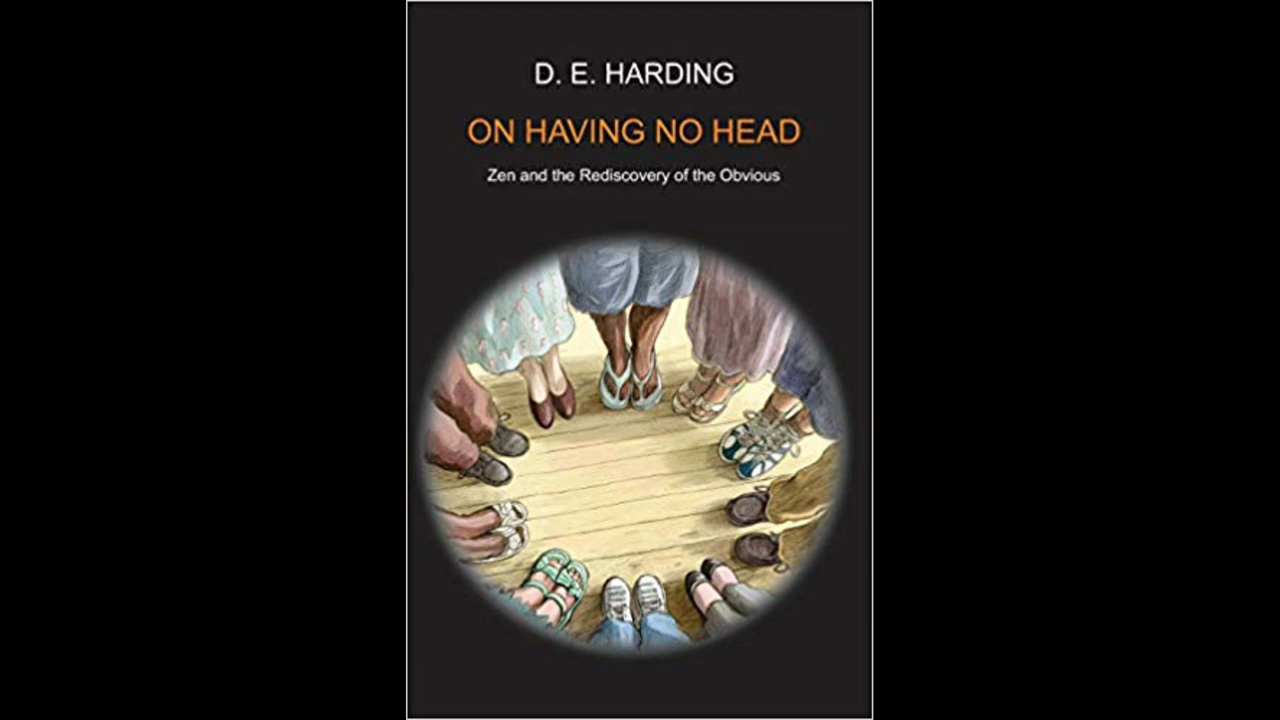 D. E. HARDING
ON HAVING NO HEAD
Zen and the Rediscovery of the Obvious